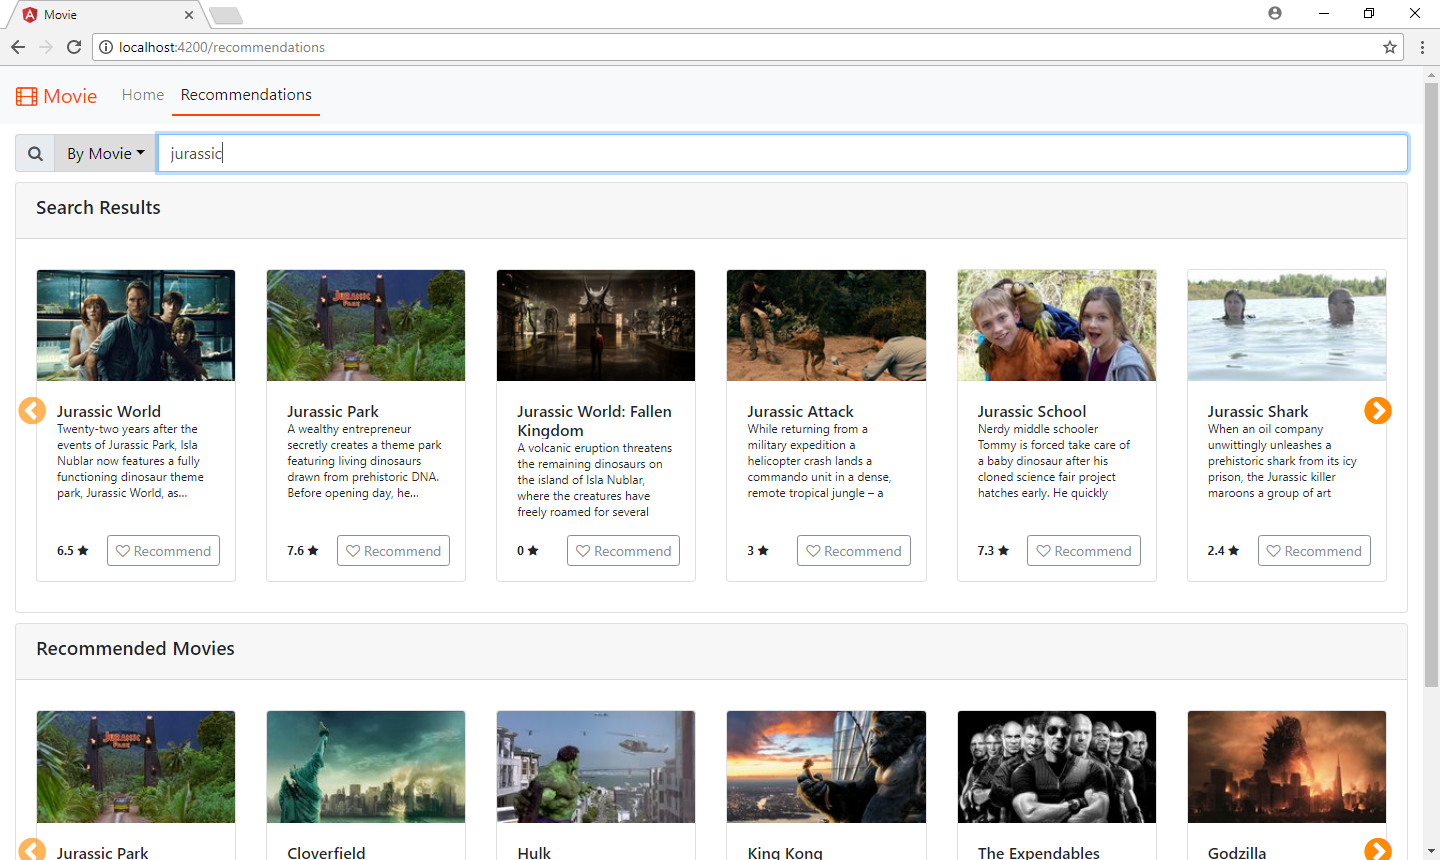 Movie
localhost:4200/recommendations
Movie Home Recommendations
By Movie jurassic
Search Results
JURASSIC PARK
Jurassic World
Twenty-two years after the
events of Jurassic Park, Isla
Nublar now features a fully
functioning dinosaur theme
park, Jurassic World, as...
6.5 ★ Recommend
Jurassic Park
A wealthy entrepreneur
secretly creates a theme park
featuring living dinosaurs
drawn from prehistoric DNA.
Before opening day, he...
7.6 ★ Recommend
Jurassic World: Fallen
Kingdom
A volcanic eruption threatens
the remaining dinosaurs on
the island of Isla Nublar,
where the creatures have
freely roamed for several
0 ★ Recommend
Jurassic Attack
While returning from a
military expedition a
helicopter crash lands a
commando unit in a dense,
remote tropical jungle – a
3 ★ Recommend
Jurassic School
Nerdy middle schooler
Tommy is forced take care of
a baby dinosaur after his
cloned science fair project
hatches early. He quickly
7.3 ★ Recommend
Jurassic Shark
When an oil company
unwittingly unleashes a
prehistoric shark from its icy
prison, the Jurassic killer
maroons a group of art
2.4 ★ Recommend
Recommended Movies
JURASSIC PARK
Jurassic Park
Cloverfield
Hulk
King Kong
The Expendables
Godzilla